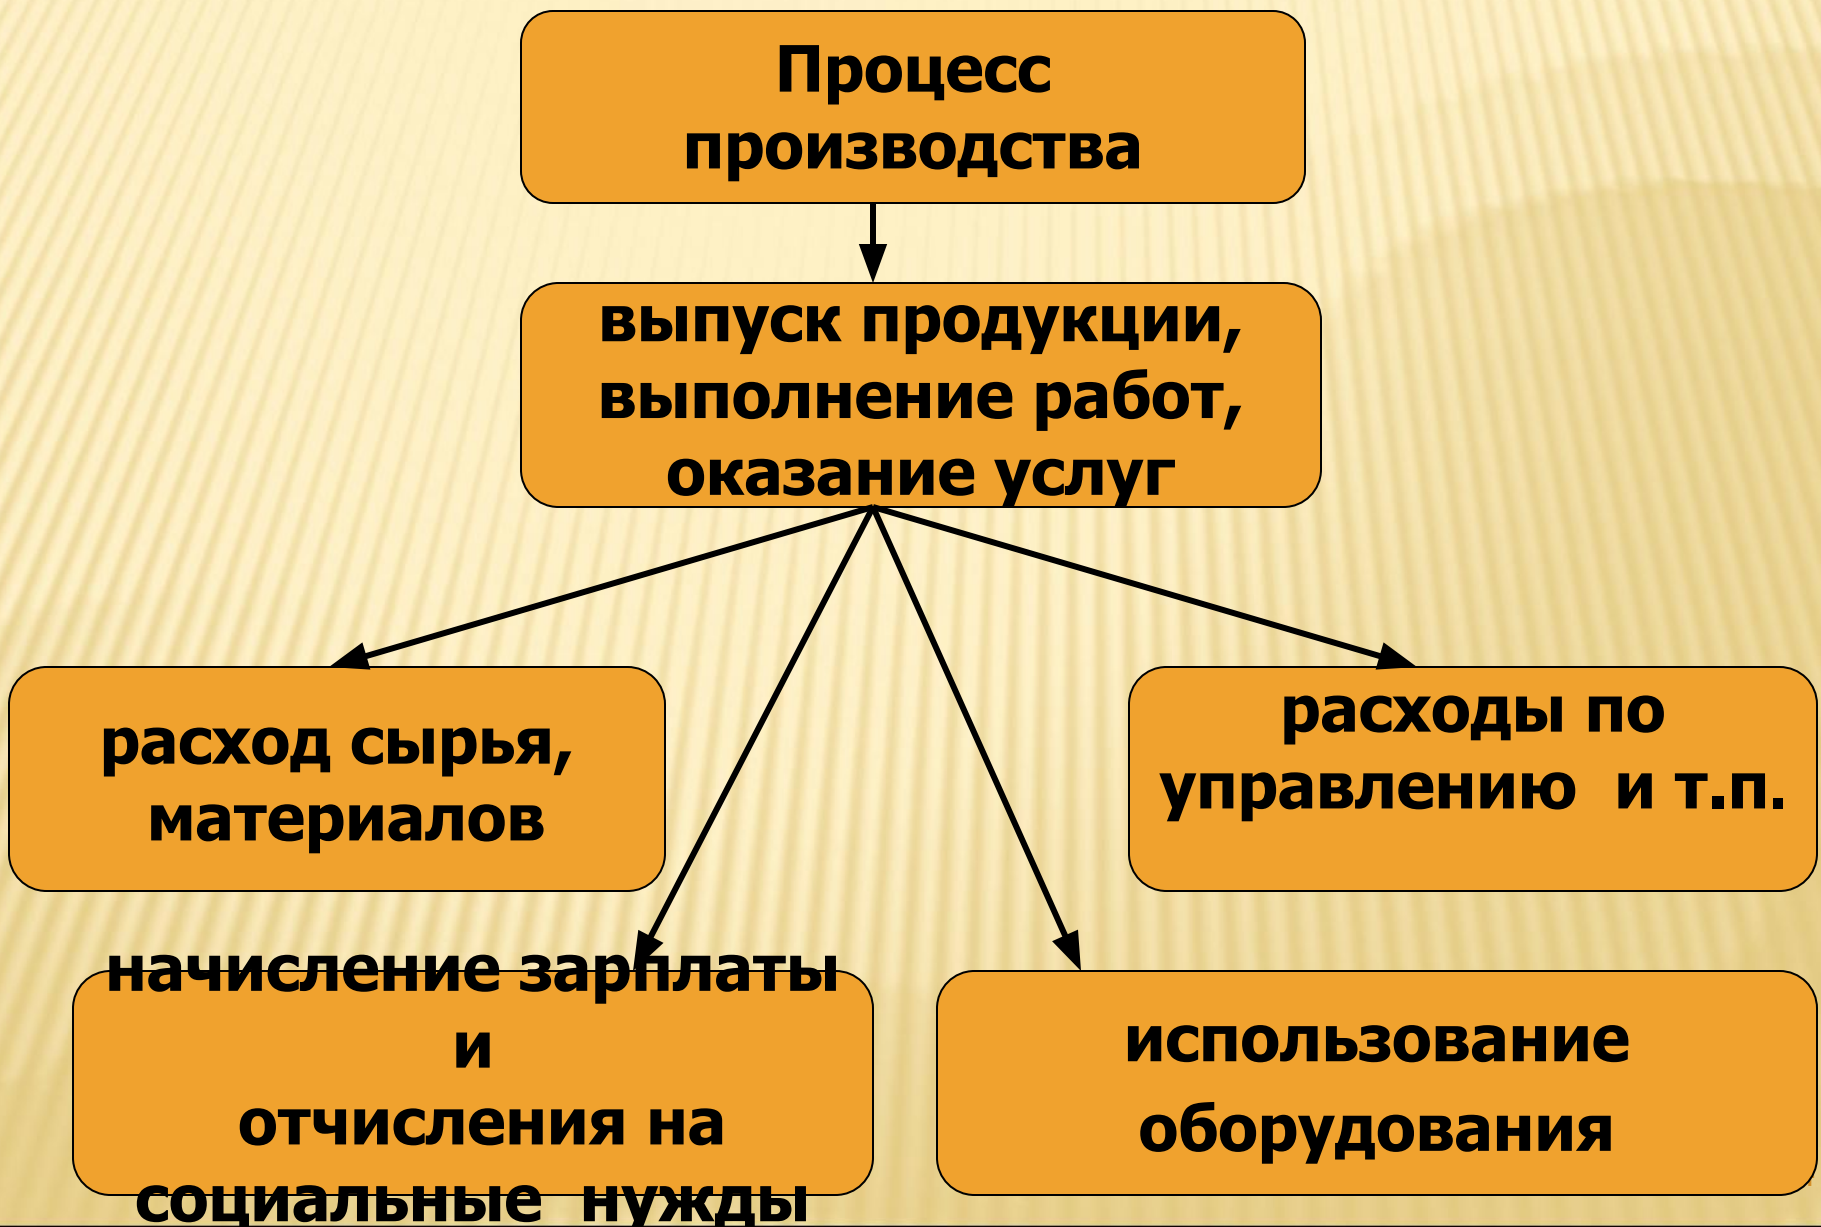 Процесс
производства
выпуск продукции,
выполнение работ,
оказание услуг
расход сырья,
материалов
расходы по
управлению и т.п.
начисление зарплаты
и
отчисления на
социальные нужды
использование
оборудования